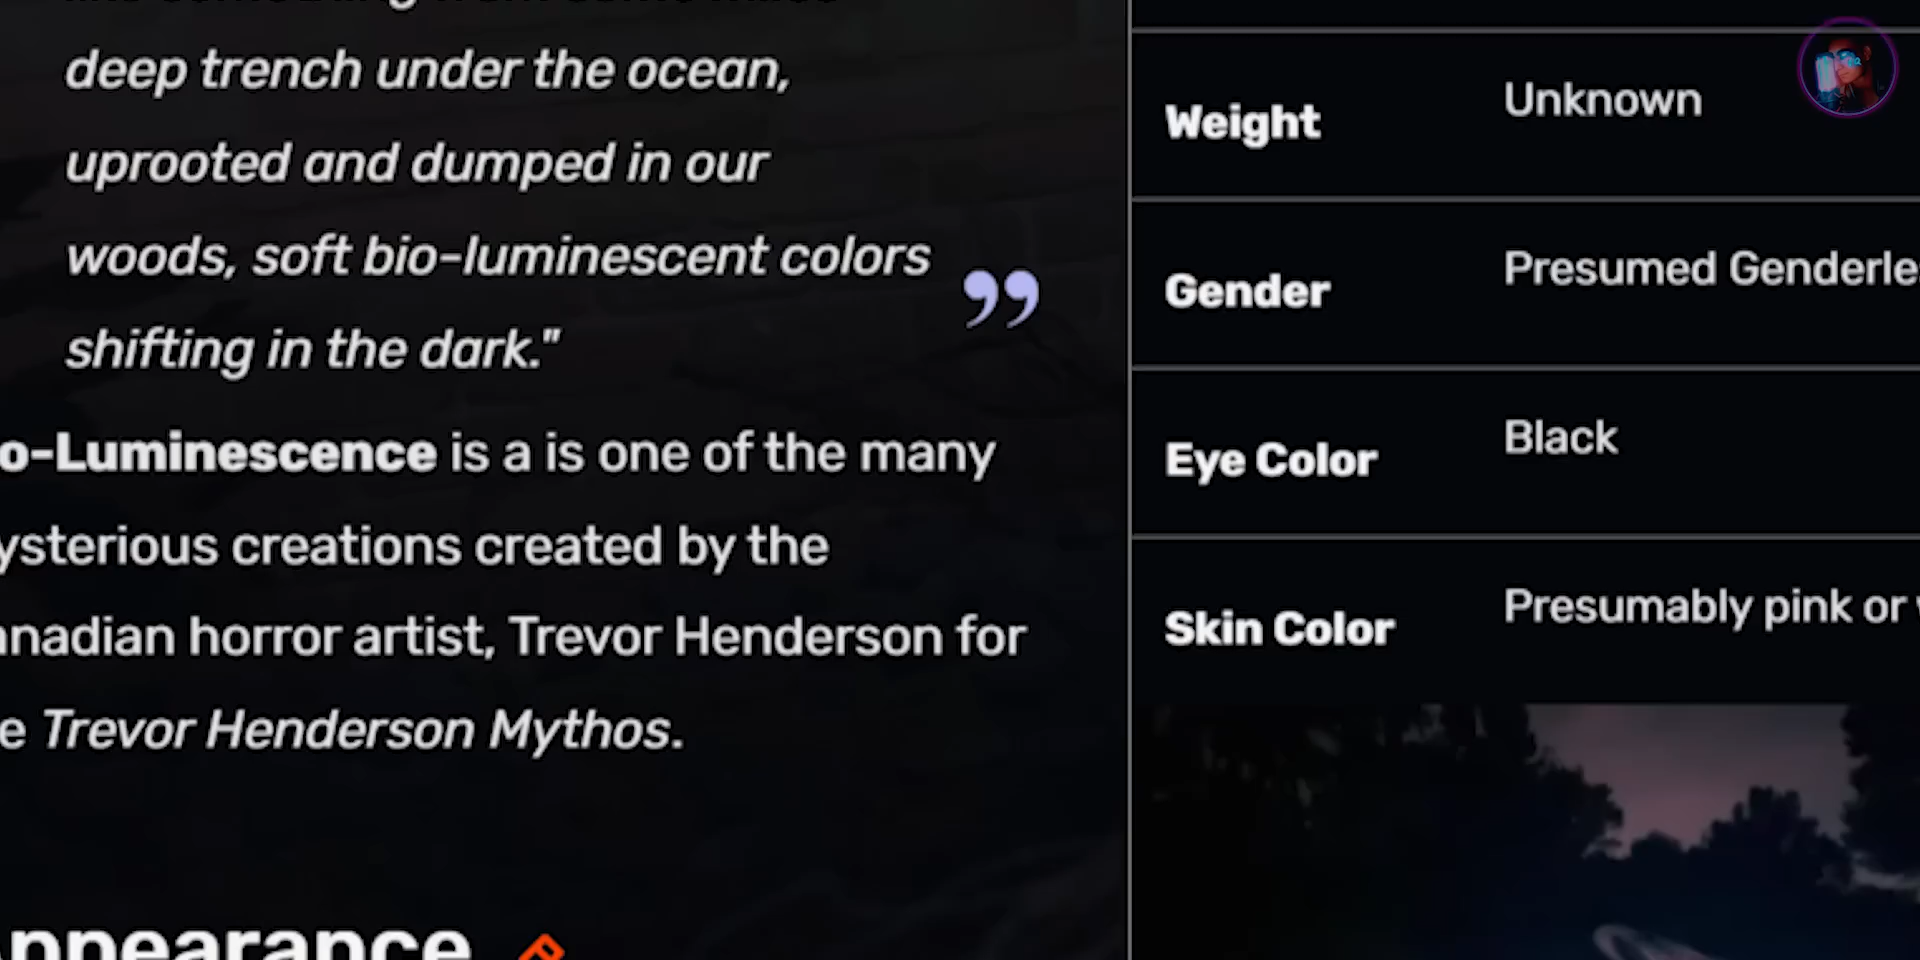 deep trench under the ocean,
uprooted and dumped in our
woods, soft bio-luminescent colors
shifting in the dark."
”
o-Luminescence is a is one of the many
ysterious creations created by the
anadian horror artist, Trevor Henderson for
e Trevor Henderson Mythos.
Appearance
Weight
Unknown
Gender
Presumed Genderle
Eye Color
Black
Skin Color
Presumably pink or